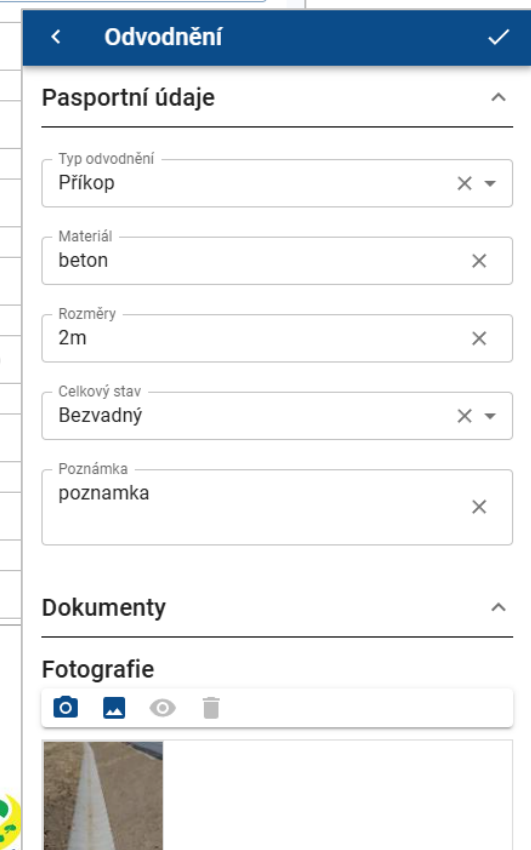 Odvodnění
Pasportní údaje
Typ odvodnění
Příkop
Materiál
beton
Rozměry
2m
Celkový stav
Bezvadný
Poznámka
poznamka
Dokumenty
Fotografie